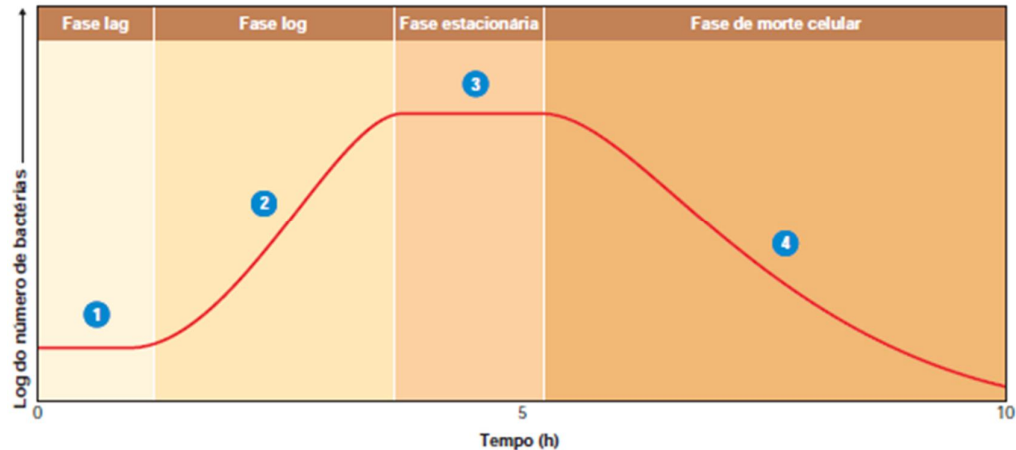 Fase lag
Fase log
Fase estacionária
Fase de morte celular
Log do número de bactérias
1
2
3
4
0
5
10
Tempo (h)